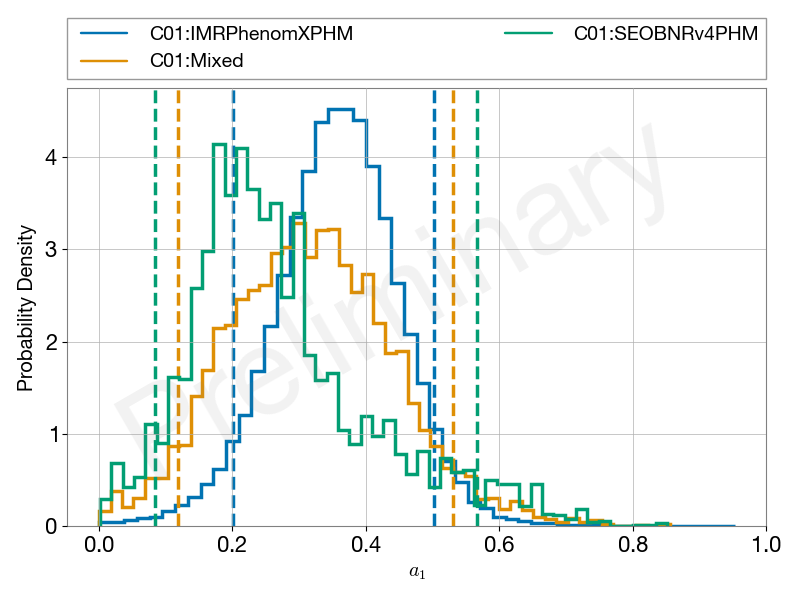 C01:IMRPhenomXPHM
C01:SEOBNRv4PHM
C01:Mixed
Preliminary
Probability Density
4
3
2
1
0
0.0 0.2 0.4 0.6 0.8 1.0
a₁